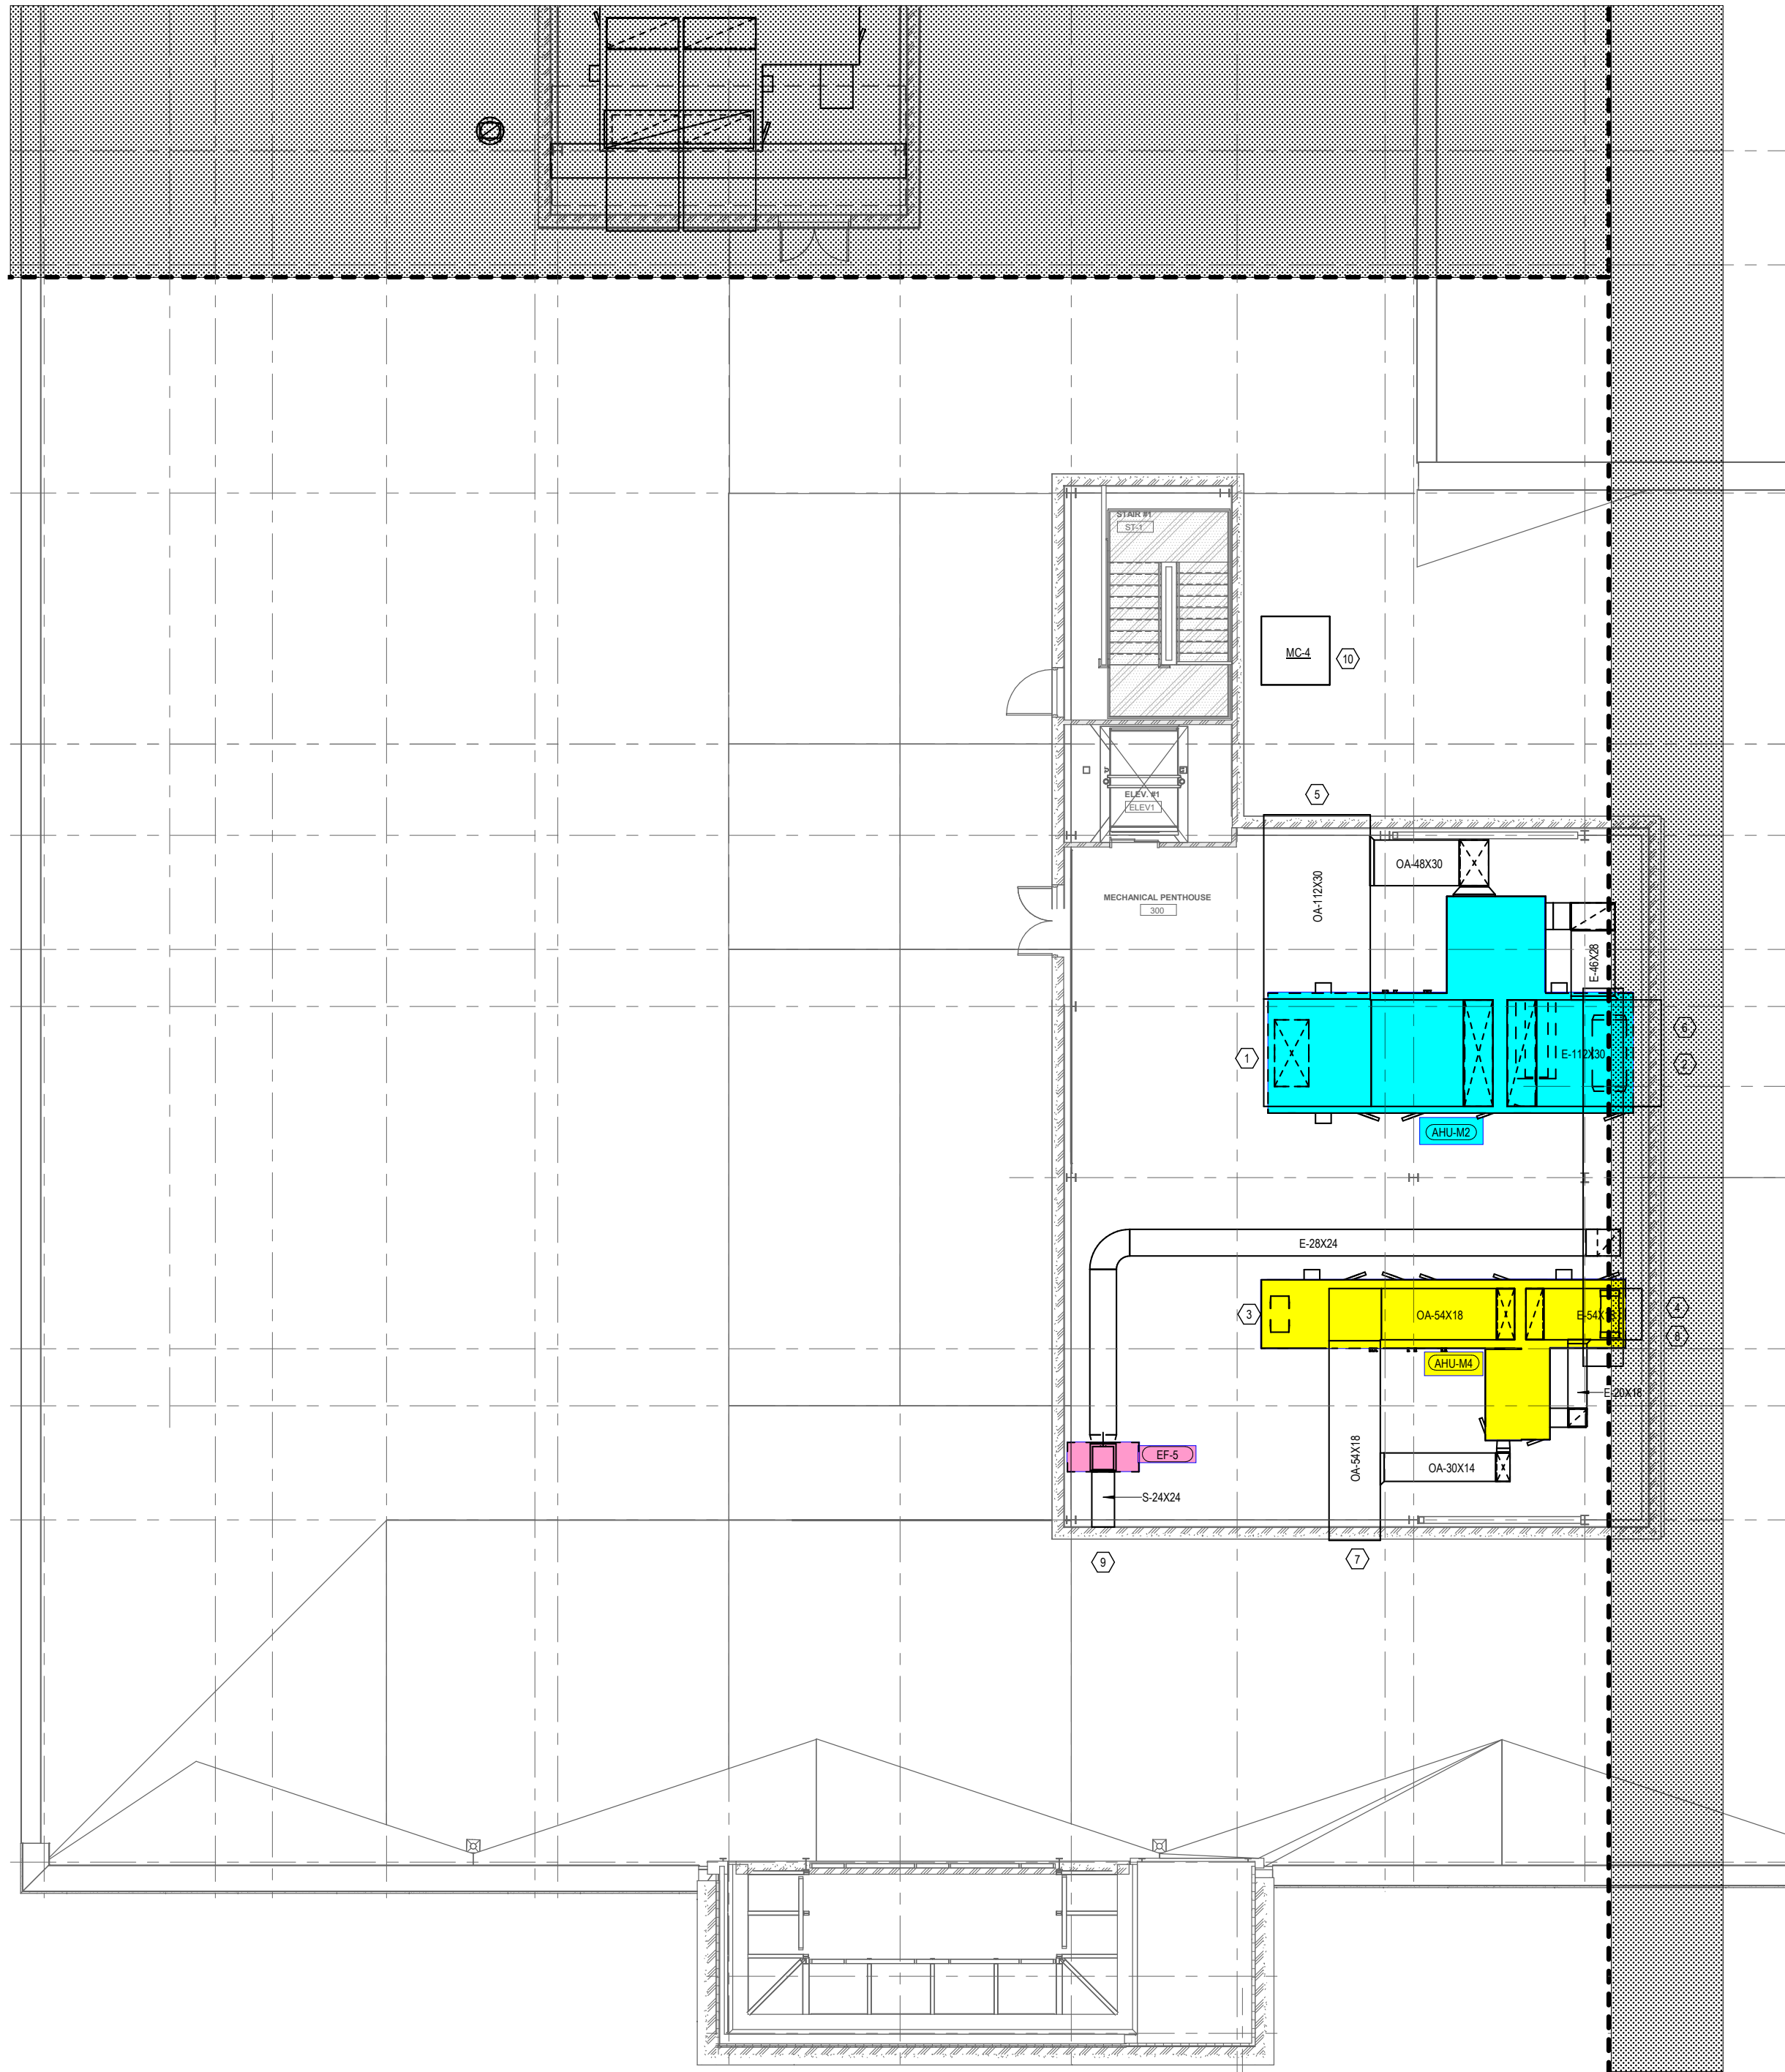 STAIR #1
ST-1
MC-4
10
5
ELEV. #1
ELEV1
OA-48X30
OA-112X30
MECHANICAL PENTHOUSE
300
E-46X28
6
1
E-112X30
2
AHU-M2
E-28X24
3
OA-54X18
4
8
AHU-M4
E-20X18
EF-5
OA-54X18
OA-30X14
S-24X24
9
7